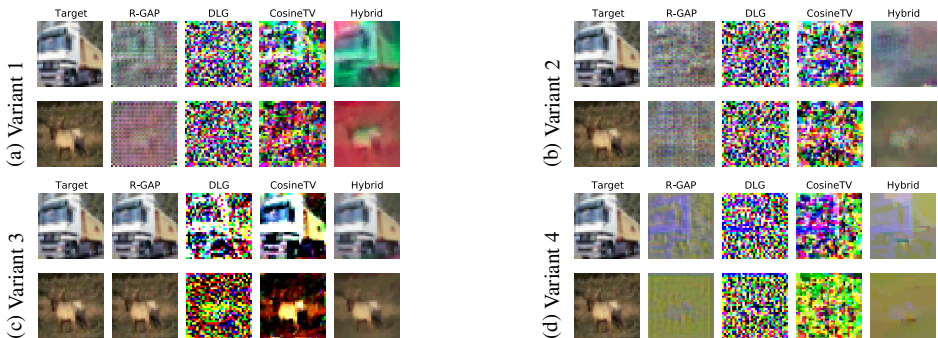 Target R-GAP DLG CosineTV Hybrid
(a) Variant 1
Target R-GAP DLG CosineTV Hybrid
(b) Variant 2
Target R-GAP DLG CosineTV Hybrid
(c) Variant 3
Target R-GAP DLG CosineTV Hybrid
(d) Variant 4